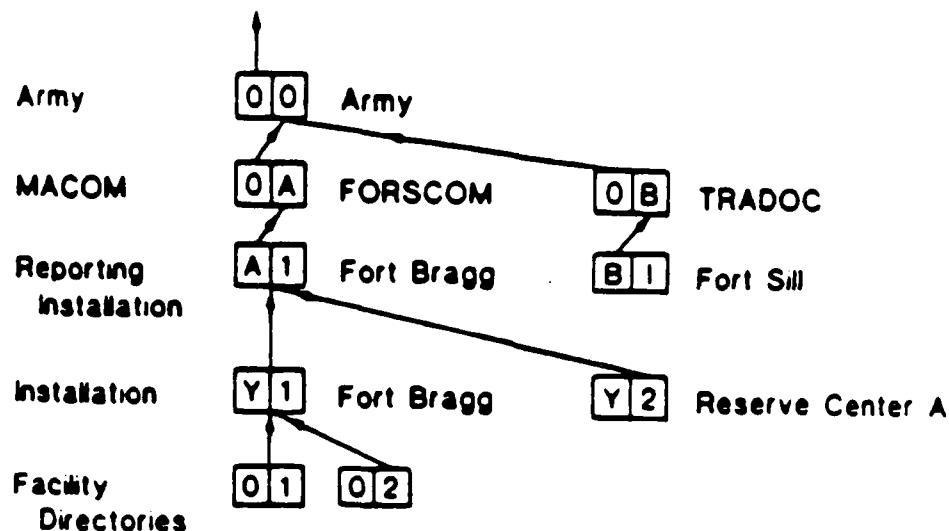 Army 0 0 Army
MACOM 0 A FORSCOM 0 B TRADOC
Reporting Installation A 1 Fort Bragg B 1 Fort Sill
Installation Y 1 Fort Bragg Y 2 Reserve Center A
Facility Directories 0 1 0 2